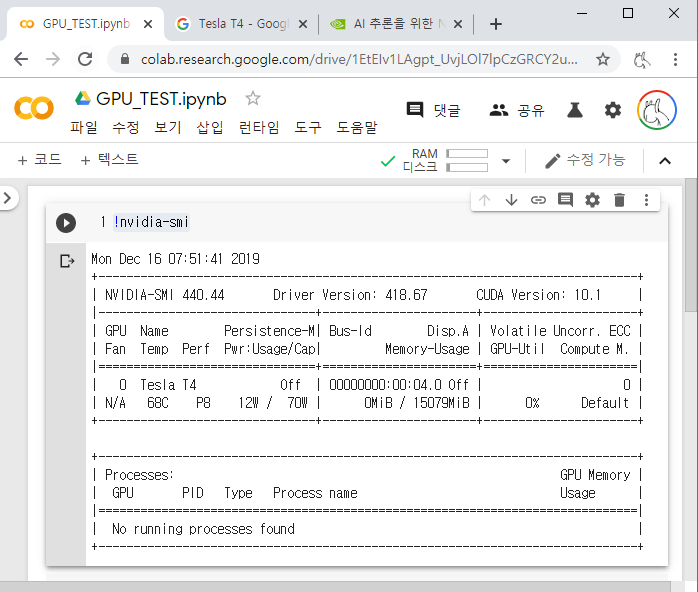 GPU_TEST.ipynb
Tesla T4 - Goog
AI 추론을 위한 N
colab.research.google.com/drive/
GPU_TEST.ipynb
댓글 공유
파일 수정 보기 삽입 런타임 도구 도움말
+ 코드 + 텍스트
RAM
디스크
수정 가능
1 !nvidia-smi
Mon Dec 16 07:51:41 2019
+-----------------------------------------------------------------------------+
| NVIDIA-SMI 440.44       Driver Version: 418.67       CUDA Version: 10.1     |
|-------------------------------+----------------------+----------------------+
| GPU  Name        Persistence-M| Bus-Id        Disp.A | Volatile Uncorr. ECC |
| Fan  Temp  Perf  Pwr:Usage/Cap|         Memory-Usage | GPU-Util  Compute M. |
|===============================+======================+======================|
|   0  Tesla T4            Off  | 00000000:00:04.0 Off |                    0 |
| N/A   68C    P8    12W /  70W |      0MiB / 15079MiB |      0%      Default |
+-------------------------------+----------------------+----------------------+

+-----------------------------------------------------------------------------+
| Processes:                                                       GPU Memory |
|  GPU       PID   Type   Process name                             Usage      |
|=============================================================================|
|  No running processes found                                                 |
+-----------------------------------------------------------------------------+